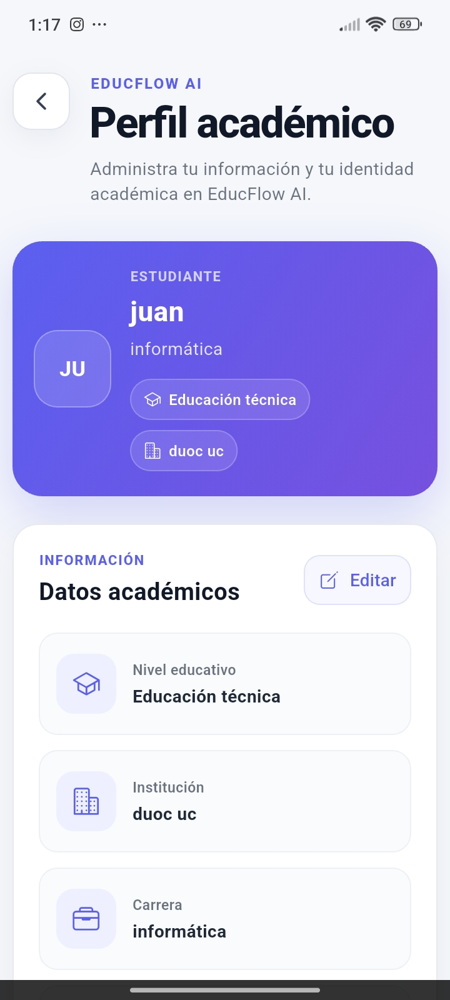 1:17
69
EDUCFLOW AI
Perfil académico
Administra tu información y tu identidad
académica en EducFlow AI.
ESTUDIANTE
juan
informática
JU
Educación técnica
duoc uc
INFORMACIÓN
Datos académicos
Editar
Nivel educativo
Educación técnica
Institución
duoc uc
Carrera
informática